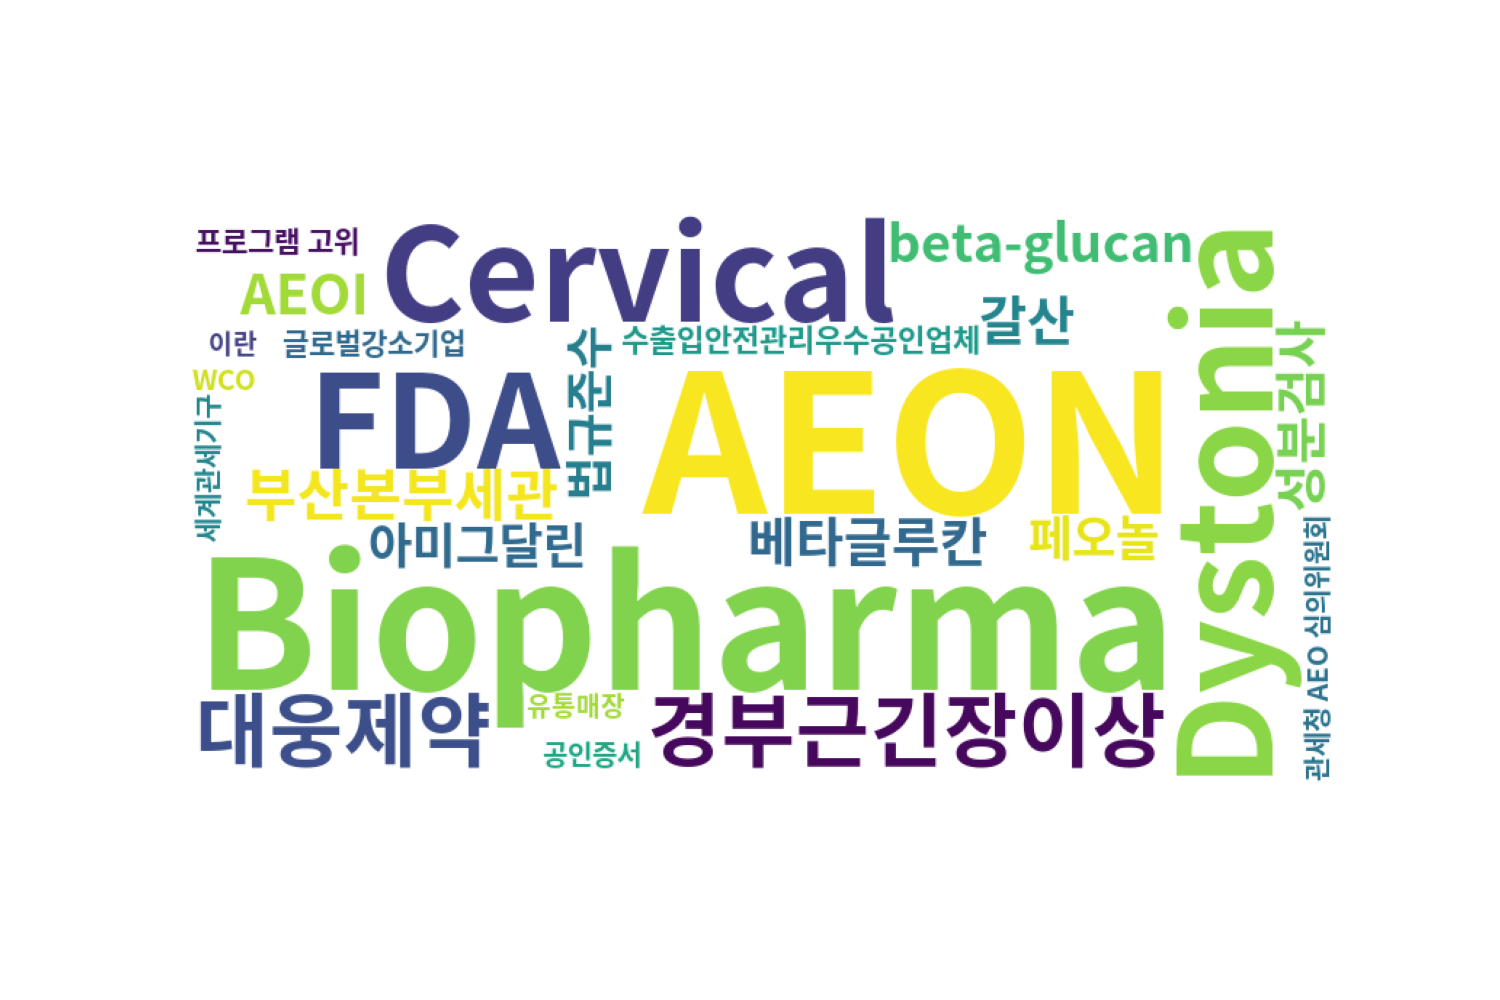 프로그램 고위
Cervical
beta-glucan
AEOI
갈산
이란
글로벌강소기업
수출입안전관리우수공인업체
WCO
FDA
법규준수
AEON
Dystonia
성분검사
세계관세기구
부산본부세관
아미그달린
베타글루칸
페오놀
Biopharma
관세청 AEO 심의위원회
대웅제약
유통매장
공인증서
경부근긴장이상